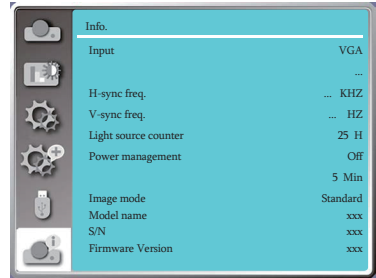 Info.
Input VGA
...
H-sync freq. ... KHZ
V-sync freq. ... HZ
Light source counter 25 H
Power management Off
5 Min
Image mode Standard
Model name xxx
S/N xxx
Firmware Version xxx